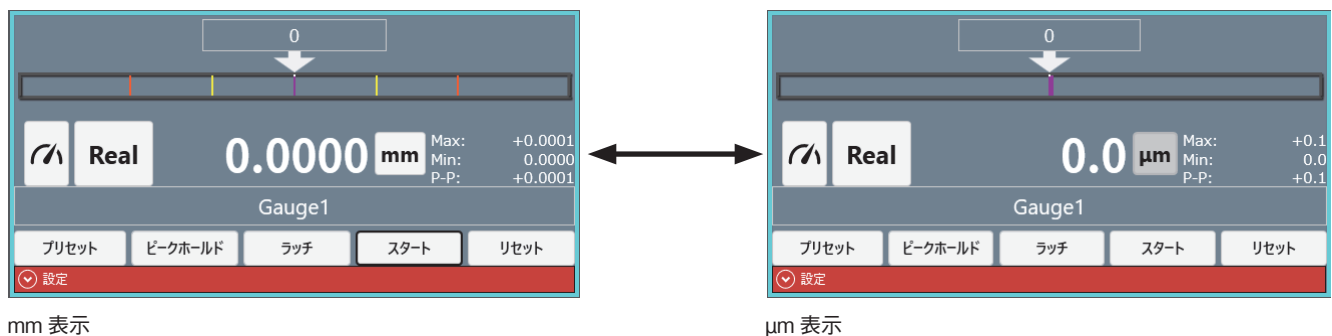 0
Real
0.0000 mm
Max: +0.0001
Min: 0.0000
P-P: +0.0001
Gauge1
プリセット ピークホールド ラッチ スタート リセット
設定
mm 表示
0
Real
0.0 µm
Max: +0.1
Min: 0.0
P-P: +0.1
Gauge1
プリセット ピークホールド ラッチ スタート リセット
設定
µm 表示